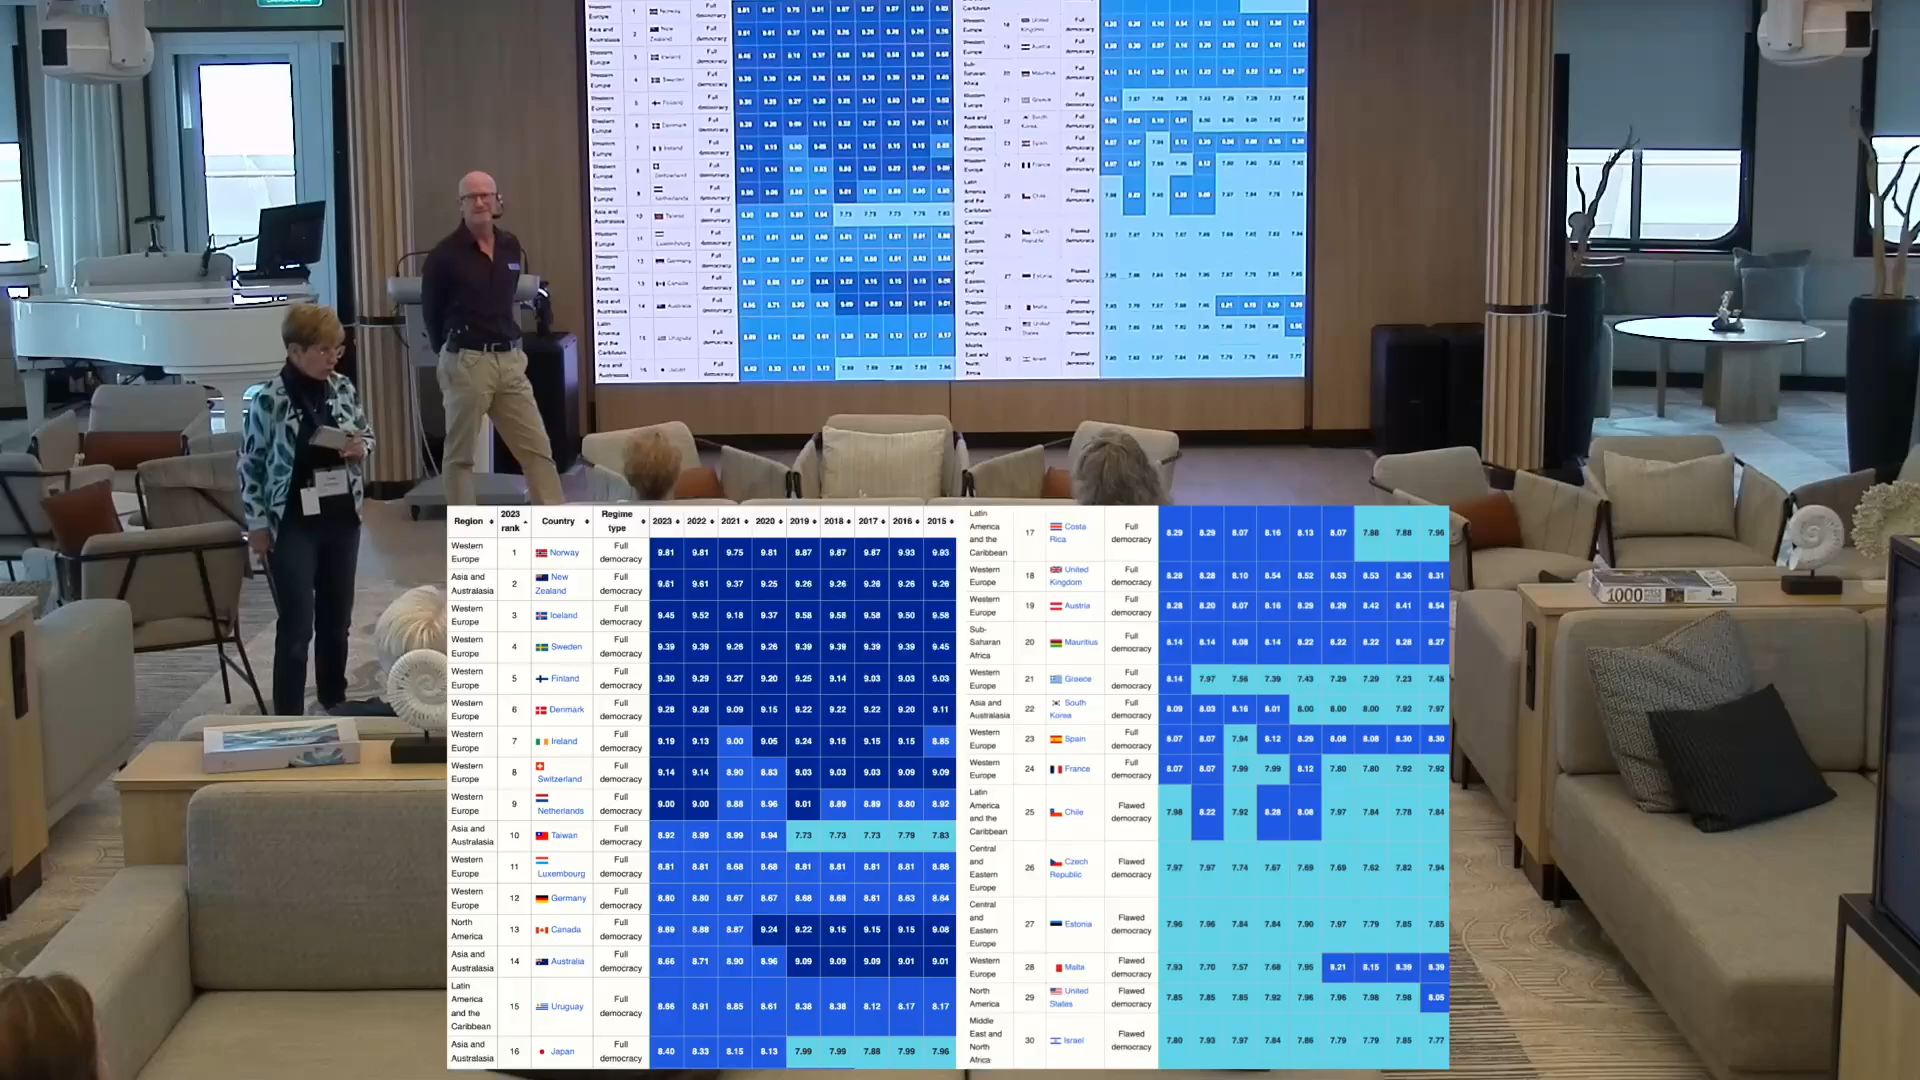 Region 2023 rank Country Regime type 2023 2022 2021 2020 2019 2018 2017 2016 2015
Western Europe 1 Norway Full democracy 9.81 9.81 9.75 9.81 9.87 9.87 9.87 9.93 9.93
Asia and Australasia 2 New Zealand Full democracy 9.61 9.61 9.37 9.25 9.26 9.26 9.26 9.26 9.26
Western Europe 3 Iceland Full democracy 9.45 9.52 9.18 9.37 9.58 9.58 9.58 9.50 9.58
Western Europe 4 Sweden Full democracy 9.39 9.39 9.26 9.26 9.39 9.39 9.39 9.39 9.45
Western Europe 5 Finland Full democracy 9.30 9.29 9.27 9.20 9.25 9.14 9.03 9.03 9.03
Western Europe 6 Denmark Full democracy 9.28 9.28 9.09 9.15 9.22 9.22 9.22 9.20 9.11
Western Europe 7 Ireland Full democracy 9.19 9.13 9.00 9.05 9.24 9.15 9.15 9.15 8.85
Western Europe 8 Switzerland Full democracy 9.14 9.14 8.90 8.83 9.03 9.03 9.03 9.09 9.09
Western Europe 9 Netherlands Full democracy 9.00 9.00 8.88 8.96 9.01 8.89 8.89 8.80 8.92
Asia and Australasia 10 Taiwan Full democracy 8.92 8.99 8.99 8.94 7.73 7.73 7.73 7.79 7.83
Western Europe 11 Luxembourg Full democracy 8.81 8.81 8.68 8.68 8.81 8.81 8.81 8.81 8.88
Western Europe 12 Germany Full democracy 8.80 8.80 8.67 8.67 8.68 8.68 8.61 8.63 8.64
North America 13 Canada Full democracy 8.69 8.88 8.87 9.24 9.22 9.15 9.15 9.15 9.08
Asia and Australasia 14 Australia Full democracy 8.66 8.71 8.90 8.96 9.09 9.09 9.09 9.01 9.01
Latin America and the Caribbean 15 Uruguay Full democracy 8.66 8.91 8.85 8.61 8.38 8.38 8.12 8.17 8.17
Asia and Australasia 16 Japan Full democracy 8.40 8.33 8.15 8.13 7.99 7.99 7.88 7.99 7.96
Latin America and the Caribbean 17 Costa Rica Full democracy 8.29 8.29 8.07 8.16 8.13 8.07 7.88 7.88 7.96
Western Europe 18 United Kingdom Full democracy 8.28 8.28 8.10 8.54 8.52 8.53 8.53 8.36 8.31
Western Europe 19 Austria Full democracy 8.28 8.20 8.07 8.16 8.29 8.29 8.42 8.41 8.54
Sub-Saharan Africa 20 Mauritius Full democracy 8.14 8.14 8.08 8.14 8.22 8.22 8.22 8.28 8.27
Western Europe 21 Greece Full democracy 8.14 7.97 7.56 7.39 7.43 7.29 7.29 7.23 7.45
Asia and Australasia 22 South Korea Full democracy 8.09 8.03 8.16 8.01 8.00 8.00 8.00 7.92 7.97
Western Europe 23 Spain Full democracy 8.07 8.07 7.94 8.12 8.29 8.08 8.08 8.30 8.30
Western Europe 24 France Full democracy 8.07 8.07 7.99 7.99 8.12 7.80 7.80 7.92 7.92
Latin America and the Caribbean 25 Chile Flawed democracy 7.98 8.22 7.92 8.28 8.08 7.97 7.84 7.78 7.84
Central and Eastern Europe 26 Czech Republic Flawed democracy 7.97 7.97 7.74 7.67 7.69 7.69 7.62 7.82 7.94
Central and Eastern Europe 27 Estonia Flawed democracy 7.96 7.96 7.84 7.84 7.90 7.97 7.79 7.85 7.85
Western Europe 28 Malta Flawed democracy 7.93 7.70 7.57 7.68 7.95 8.21 8.15 8.39 8.39
North America 29 United States Flawed democracy 7.85 7.85 7.85 7.92 7.96 7.96 7.98 7.98 8.05
Middle East and North Africa 30 Israel Flawed democracy 7.80 7.93 7.97 7.84 7.86 7.79 7.79 7.85 7.77
1000